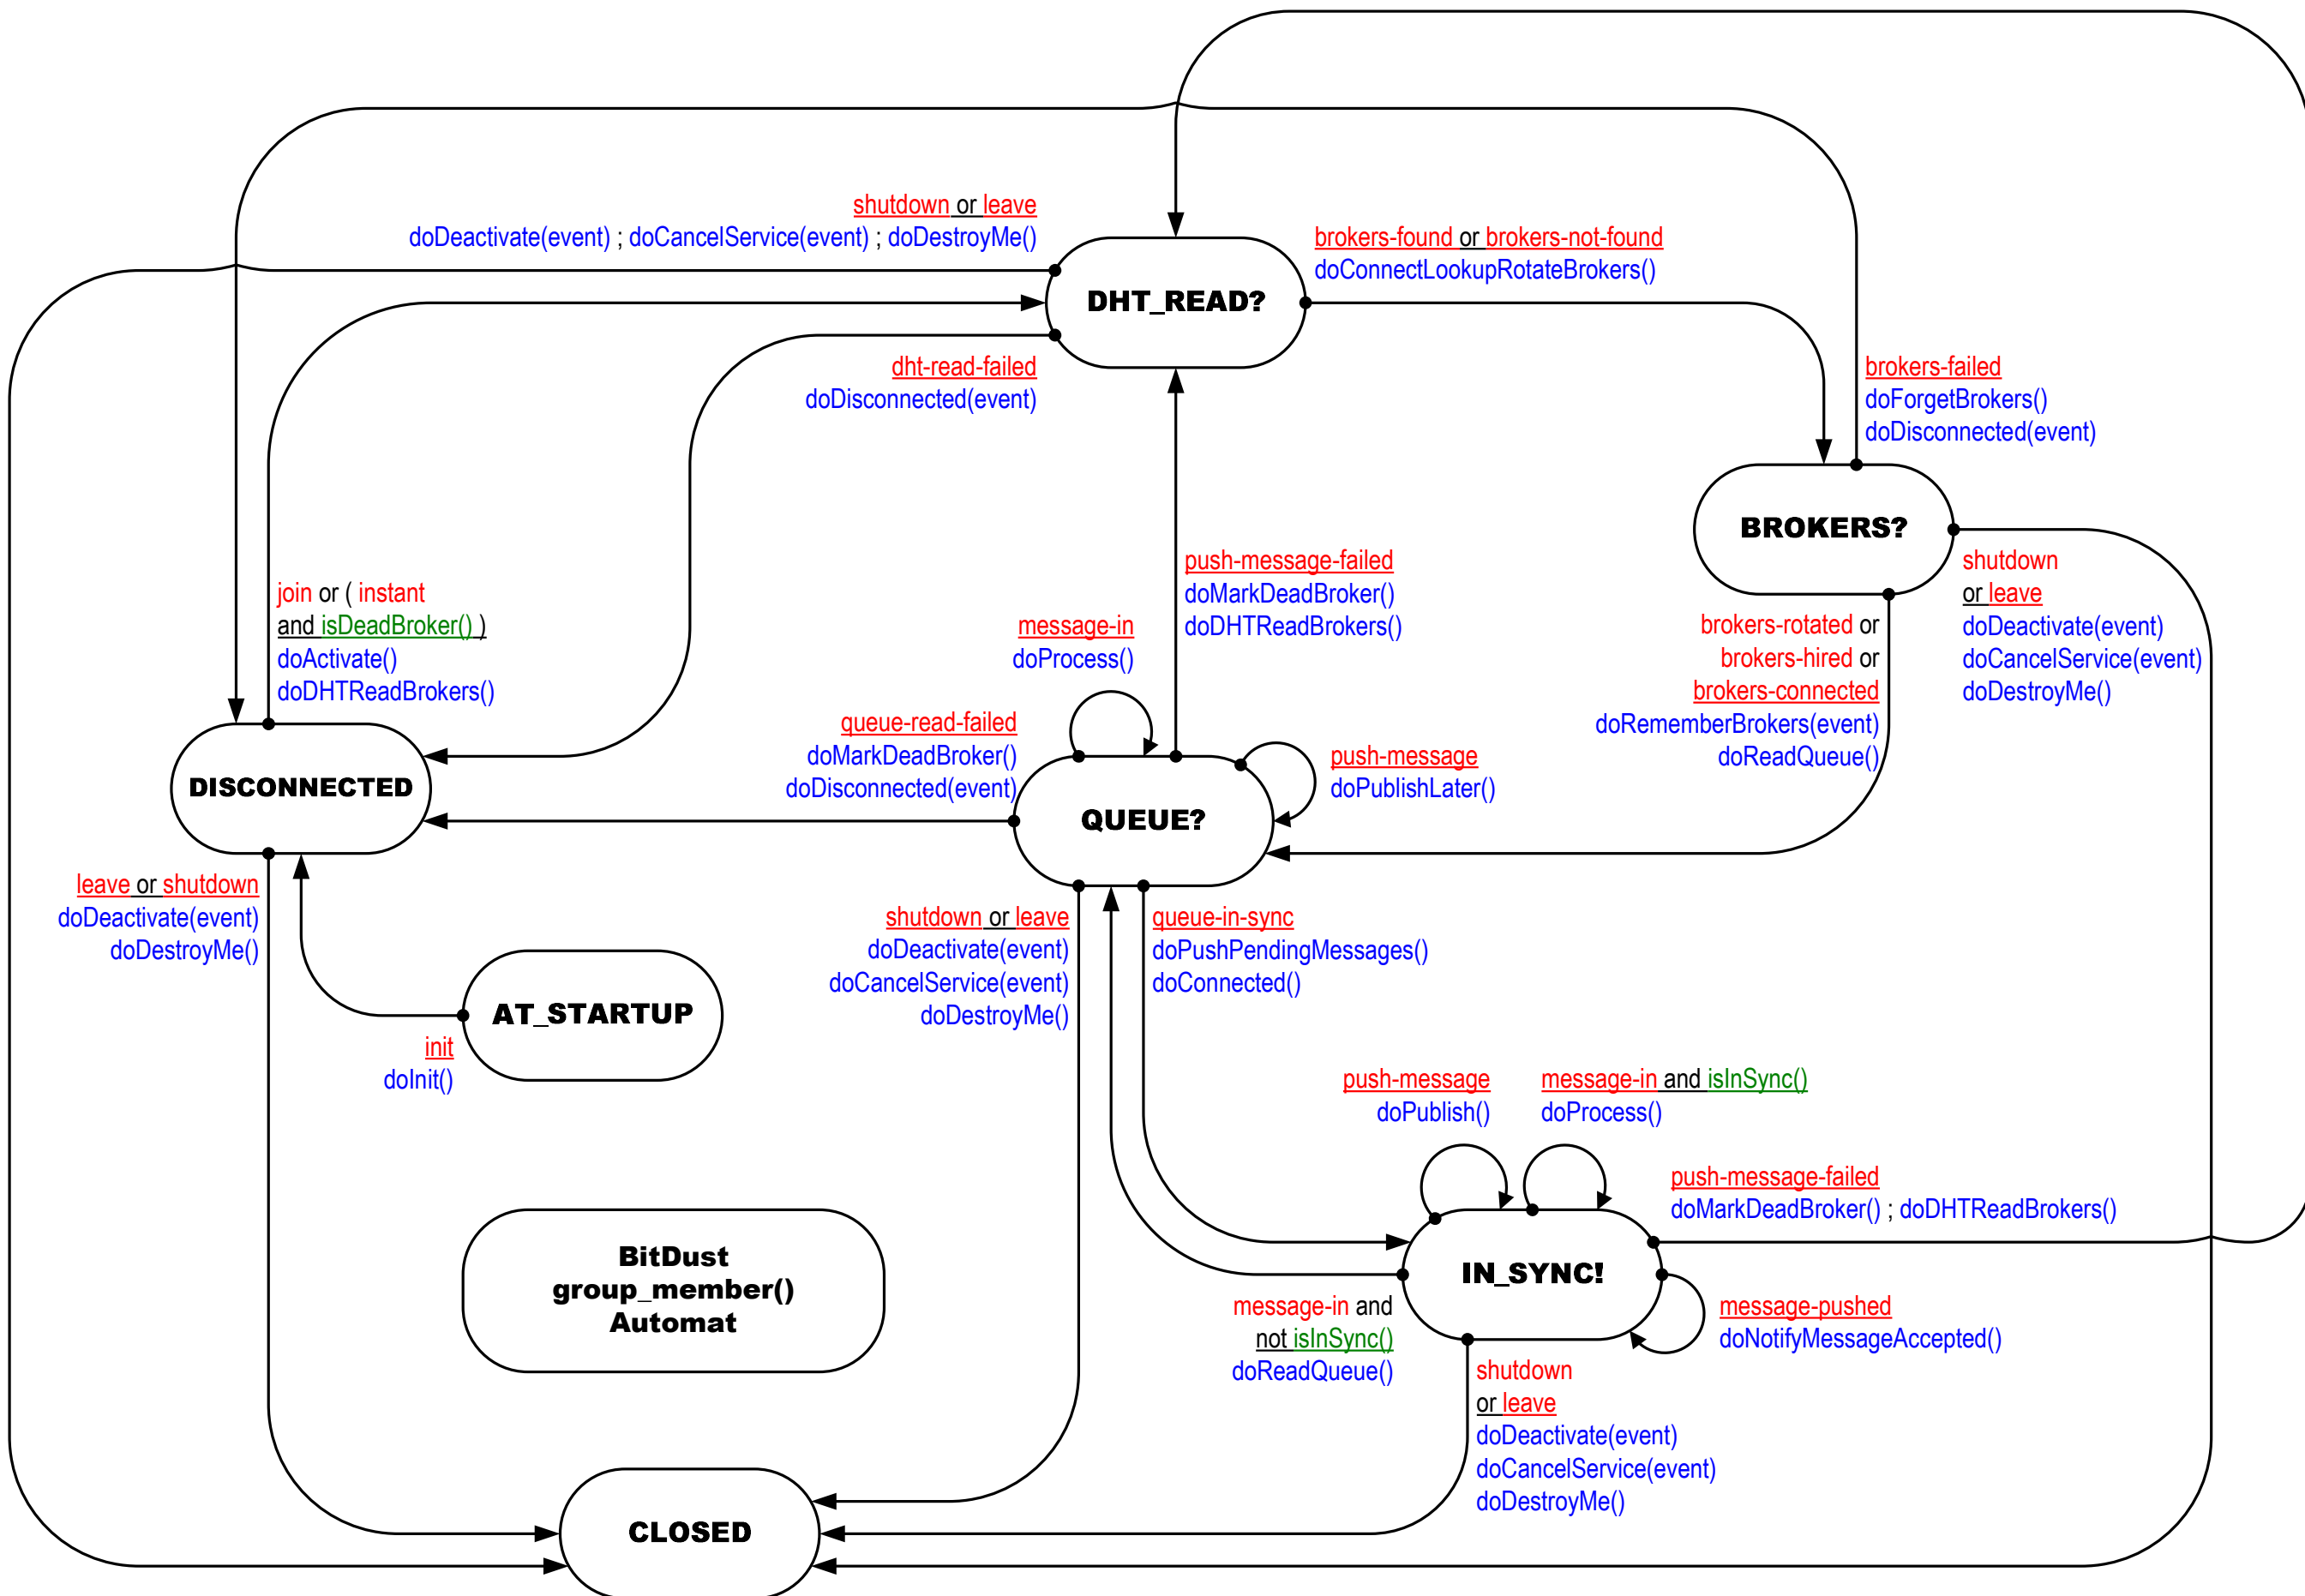 shutdown or leave
doDeactivate(event) ; doCancelService(event) ; doDestroyMe()
brokers-found or brokers-not-found
doConnectLookupRotateBrokers()
DHT_READ?
dht-read-failed
doDisconnected(event)
brokers-failed
doForgetBrokers()
doDisconnected(event)
BROKERS?
shutdown
or leave
doDeactivate(event)
doCancelService(event)
doDestroyMe()
join or ( instant
and isDeadBroker() )
doActivate()
doDHTReadBrokers()
push-message-failed
doMarkDeadBroker()
doDHTReadBrokers()
message-in
doProcess()
brokers-rotated or
brokers-hired or
brokers-connected
doRememberBrokers(event)
doReadQueue()
queue-read-failed
doMarkDeadBroker()
doDisconnected(event)
push-message
doPublishLater()
DISCONNECTED
QUEUE?
leave or shutdown
doDeactivate(event)
doDestroyMe()
shutdown or leave
doDeactivate(event)
doCancelService(event)
doDestroyMe()
queue-in-sync
doPushPendingMessages()
doConnected()
AT_STARTUP
init
doInit()
push-message
doPublish()
message-in and isInSync()
doProcess()
push-message-failed
doMarkDeadBroker() ; doDHTReadBrokers()
BitDust
group_member()
Automat
IN_SYNC!
message-in and
not isInSync()
doReadQueue()
message-pushed
doNotifyMessageAccepted()
shutdown
or leave
doDeactivate(event)
doCancelService(event)
doDestroyMe()
CLOSED